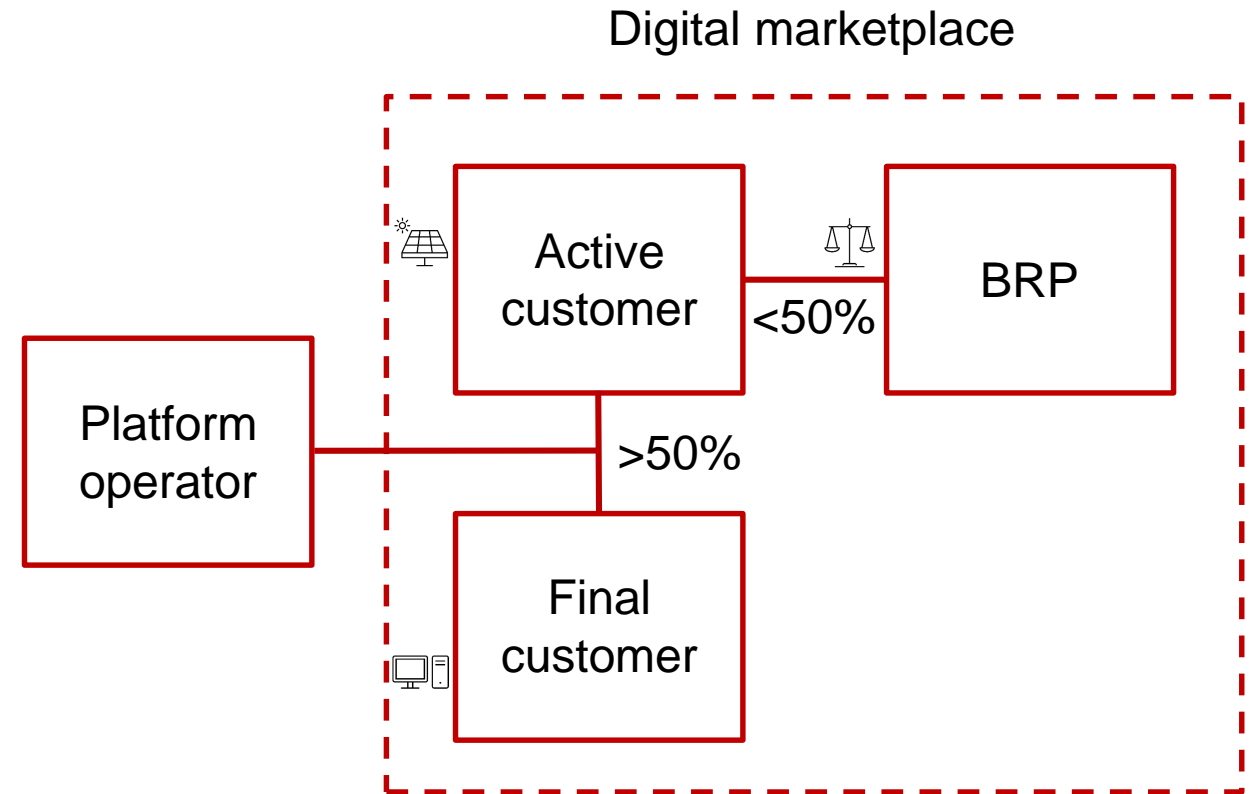 Digital marketplace
Active
customer
<50%
BRP
Platform
operator
>50%
Final
customer